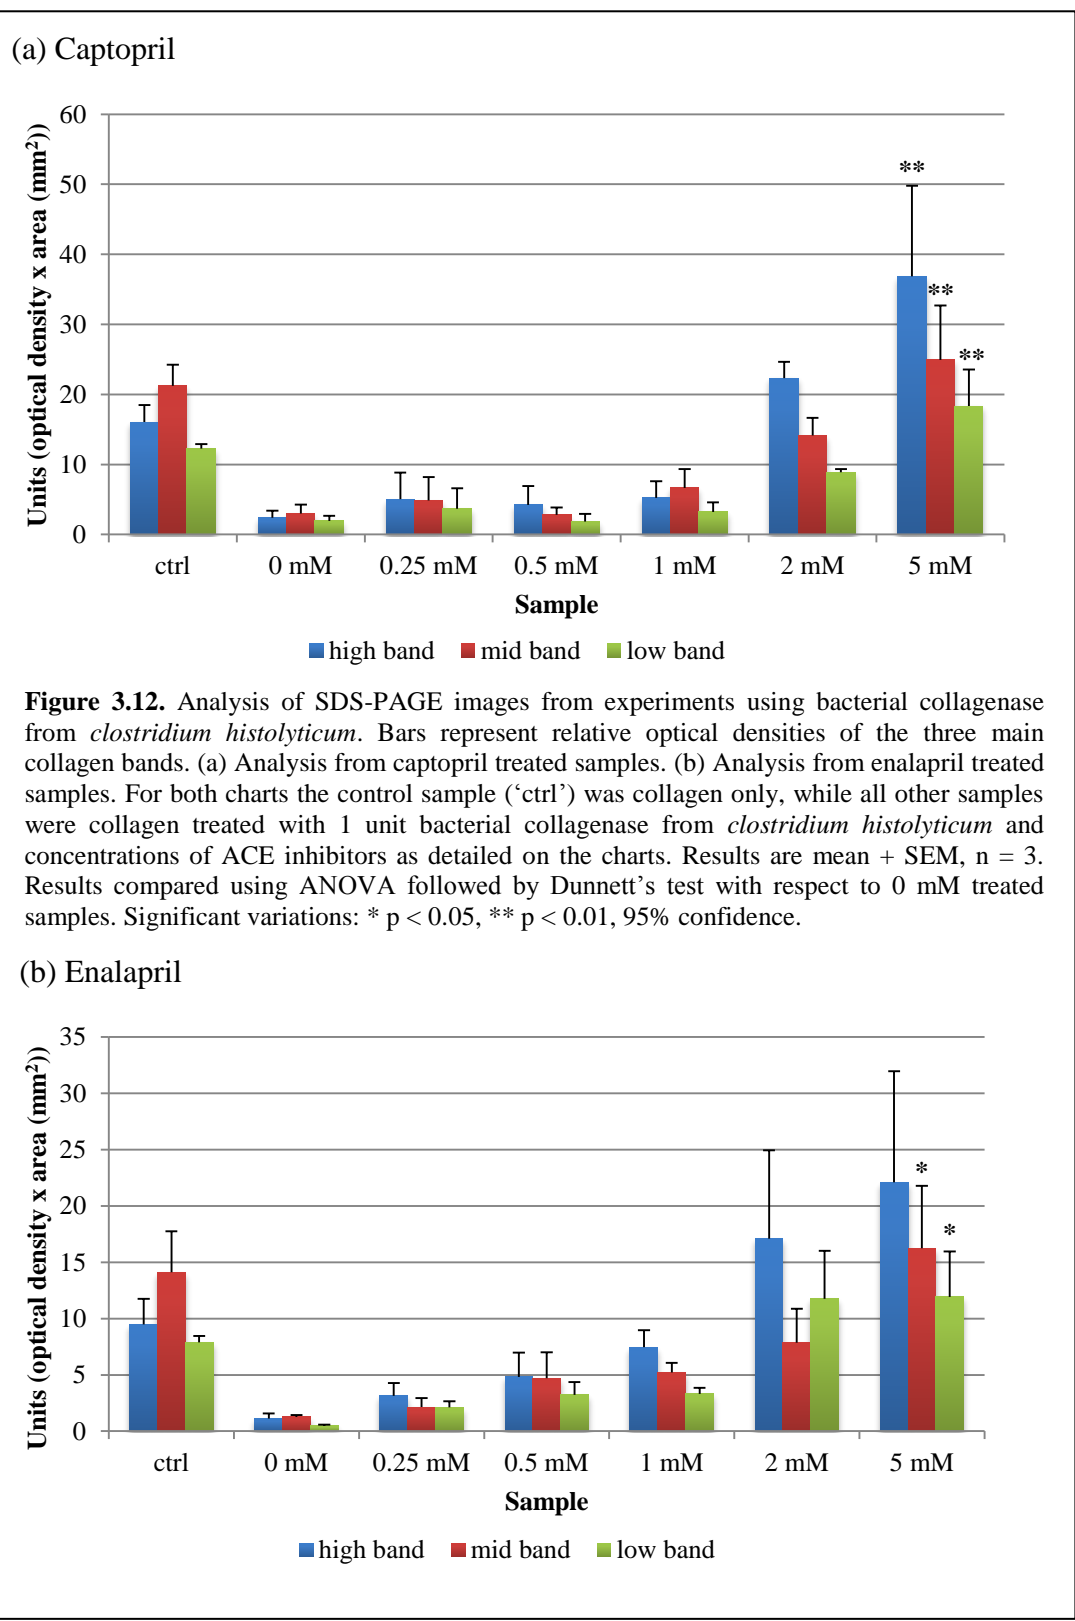 (a) Captopril
Units (optical density x area (mm²))
60
50
40
30
20
10
0
**
**
**
ctrl 0 mM 0.25 mM 0.5 mM 1 mM 2 mM 5 mM
Sample
high band mid band low band
Figure 3.12. Analysis of SDS-PAGE images from experiments using bacterial collagenase
from clostridium histolyticum. Bars represent relative optical densities of the three main
collagen bands. (a) Analysis from captopril treated samples. (b) Analysis from enalapril treated
samples. For both charts the control sample (‘ctrl’) was collagen only, while all other samples
were collagen treated with 1 unit bacterial collagenase from clostridium histolyticum and
concentrations of ACE inhibitors as detailed on the charts. Results are mean + SEM, n = 3.
Results compared using ANOVA followed by Dunnett’s test with respect to 0 mM treated
samples. Significant variations: * p < 0.05, ** p < 0.01, 95% confidence.
(b) Enalapril
Units (optical density x area (mm²))
35
30
25
20
15
10
5
0
*
*
ctrl 0 mM 0.25 mM 0.5 mM 1 mM 2 mM 5 mM
Sample
high band mid band low band